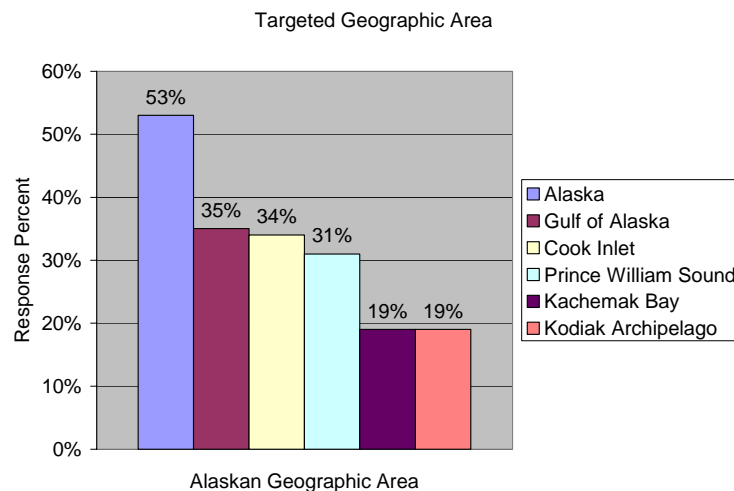 Targeted Geographic Area
60%
50%
40%
30%
20%
10%
0%
Response Percent
53%
35%
34%
31%
19%
19%
Alaskan Geographic Area
Alaska
Gulf of Alaska
Cook Inlet
Prince William Sound
Kachemak Bay
Kodiak Archipelago